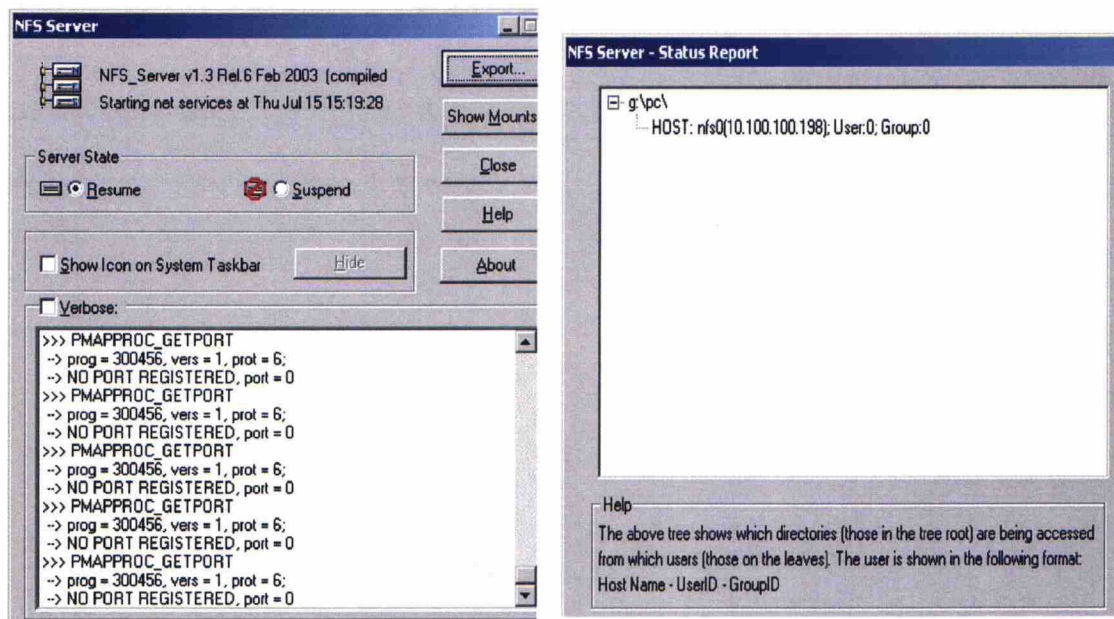 NFS Server
NFS_Server v1.3 Rel.6 Feb 2003 (compiled
Starting net services at Thu Jul 15 15:19:28
Export...
Show Mounts
Close
Help
About
Server State
Resume
Suspend
Show Icon on System Taskbar
Hide
Verbose:
>>> PMAPPROC_GETPORT
--> prog = 300456, vers = 1, prot = 6;
--> NO PORT REGISTERED, port = 0
>>> PMAPPROC_GETPORT
--> prog = 300456, vers = 1, prot = 6;
--> NO PORT REGISTERED, port = 0
>>> PMAPPROC_GETPORT
--> prog = 300456, vers = 1, prot = 6;
--> NO PORT REGISTERED, port = 0
>>> PMAPPROC_GETPORT
--> prog = 300456, vers = 1, prot = 6;
--> NO PORT REGISTERED, port = 0
>>> PMAPPROC_GETPORT
--> prog = 300456, vers = 1, prot = 6;
--> NO PORT REGISTERED, port = 0
NFS Server - Status Report
g:\pc\
HOST: nfs0(10.100.100.198); User:0; Group:0
Help
The above tree shows which directories (those in the tree root) are being accessed
from which users (those on the leaves). The user is shown in the following format:
Host Name - UserID - GroupID